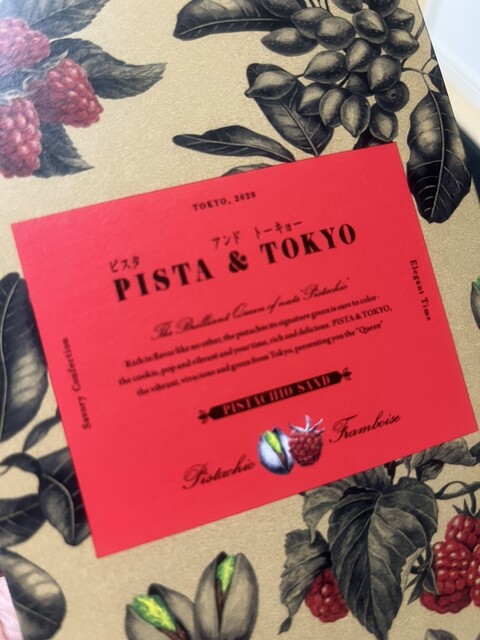 TOKYO, 2020
ピスタ アンド トーキョー
PISTA & TOKYO
The Brilliant Queen of nuts "Pistachio"
Rich in flavor like no other, the pistachio its signature green is sure to color
the cookie, pop and vibrant and your time, rich and delicious. PISTA & TOKYO,
the vibrant, vivacious and green from Tokyo, presenting you the "Queen"
PISTACHIO SAND
Pistachio Framboise
Savory Confection
Elegant Time